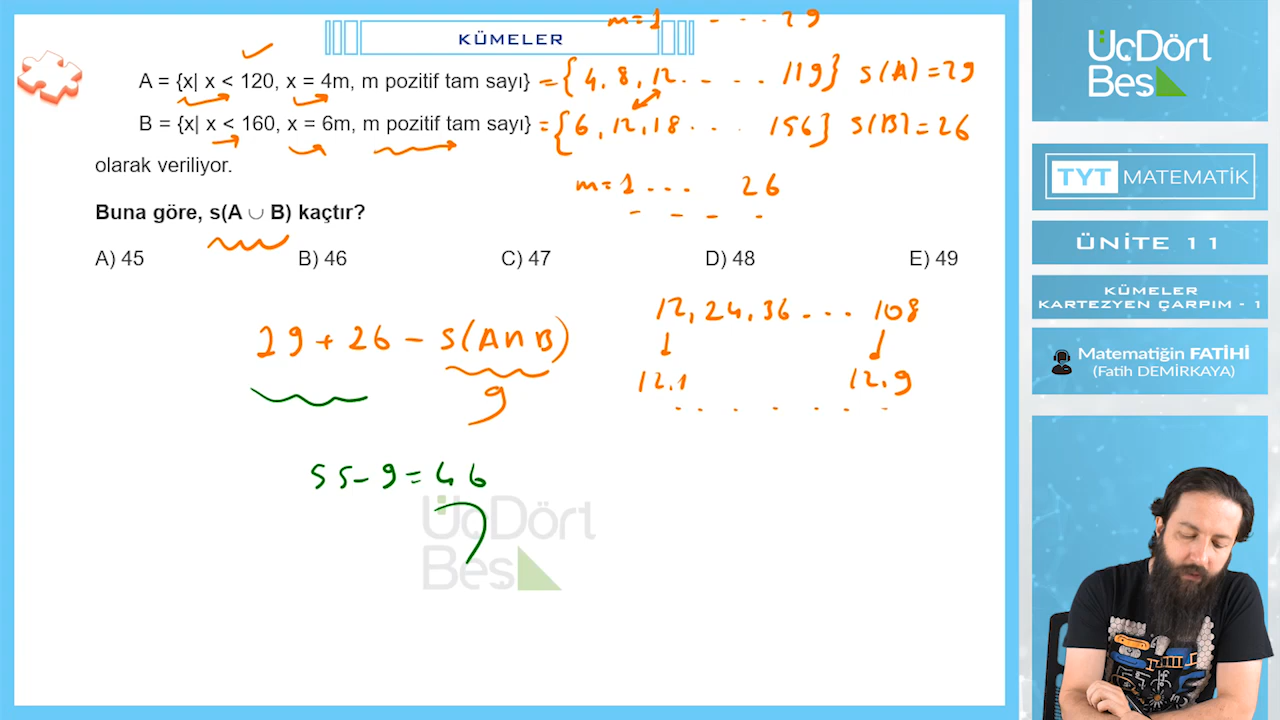 m=1 . . . . 29
KÜMELER
A = {x| x < 120, x = 4m, m pozitif tam sayı} = {4, 8, 12 . . . . . 119} s(A) = 29
B = {x| x < 160, x = 6m, m pozitif tam sayı} = {6, 12, 18 . . . 156} s(B) = 26
olarak veriliyor.
m=1 . . . 26
Buna göre, s(A ∪ B) kaçtır?
A) 45 B) 46 C) 47 D) 48 E) 49
12, 24, 36 . . . . 108
29 + 26 - s(A∩B)
9
12.1 12.9
55-9=46
ÜçDört
Beş
ÜçDört
Beş
TYT MATEMATİK
ÜNİTE 11
KÜMELER
KARTEZYEN ÇARPIM - 1
Matematiğin FATİHİ
(Fatih DEMİRKAYA)